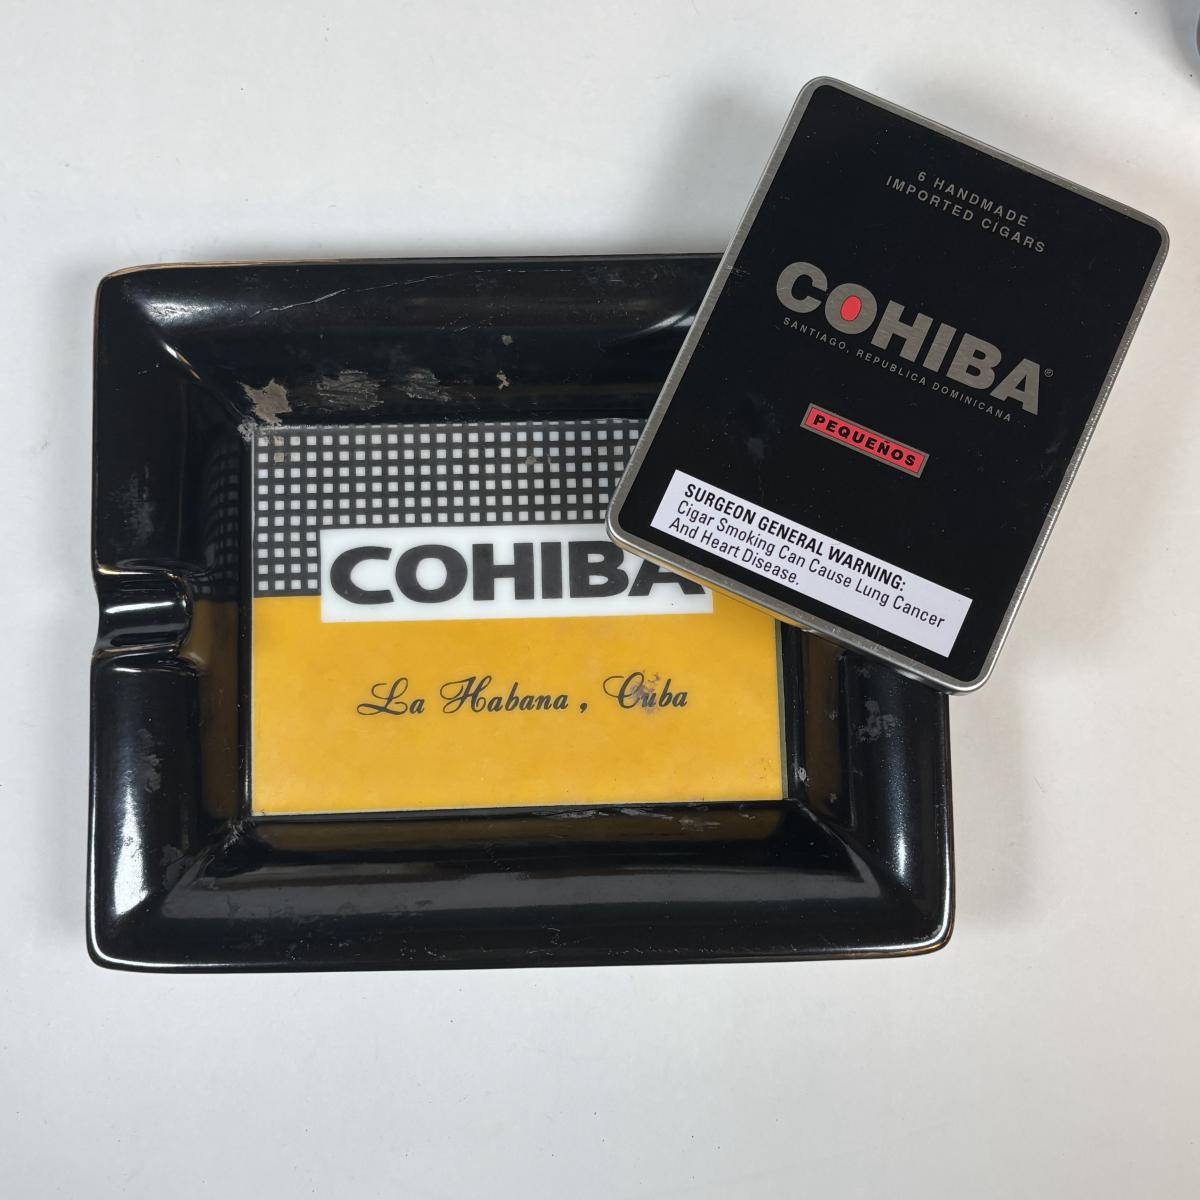 6 HANDMADE
IMPORTED CIGARS
COHIBA®
SANTIAGO, REPUBLICA DOMINICANA
PEQUEÑOS
SURGEON GENERAL WARNING:
Cigar Smoking Can Cause Lung Cancer
And Heart Disease.
COHIBA
La Habana, Cuba